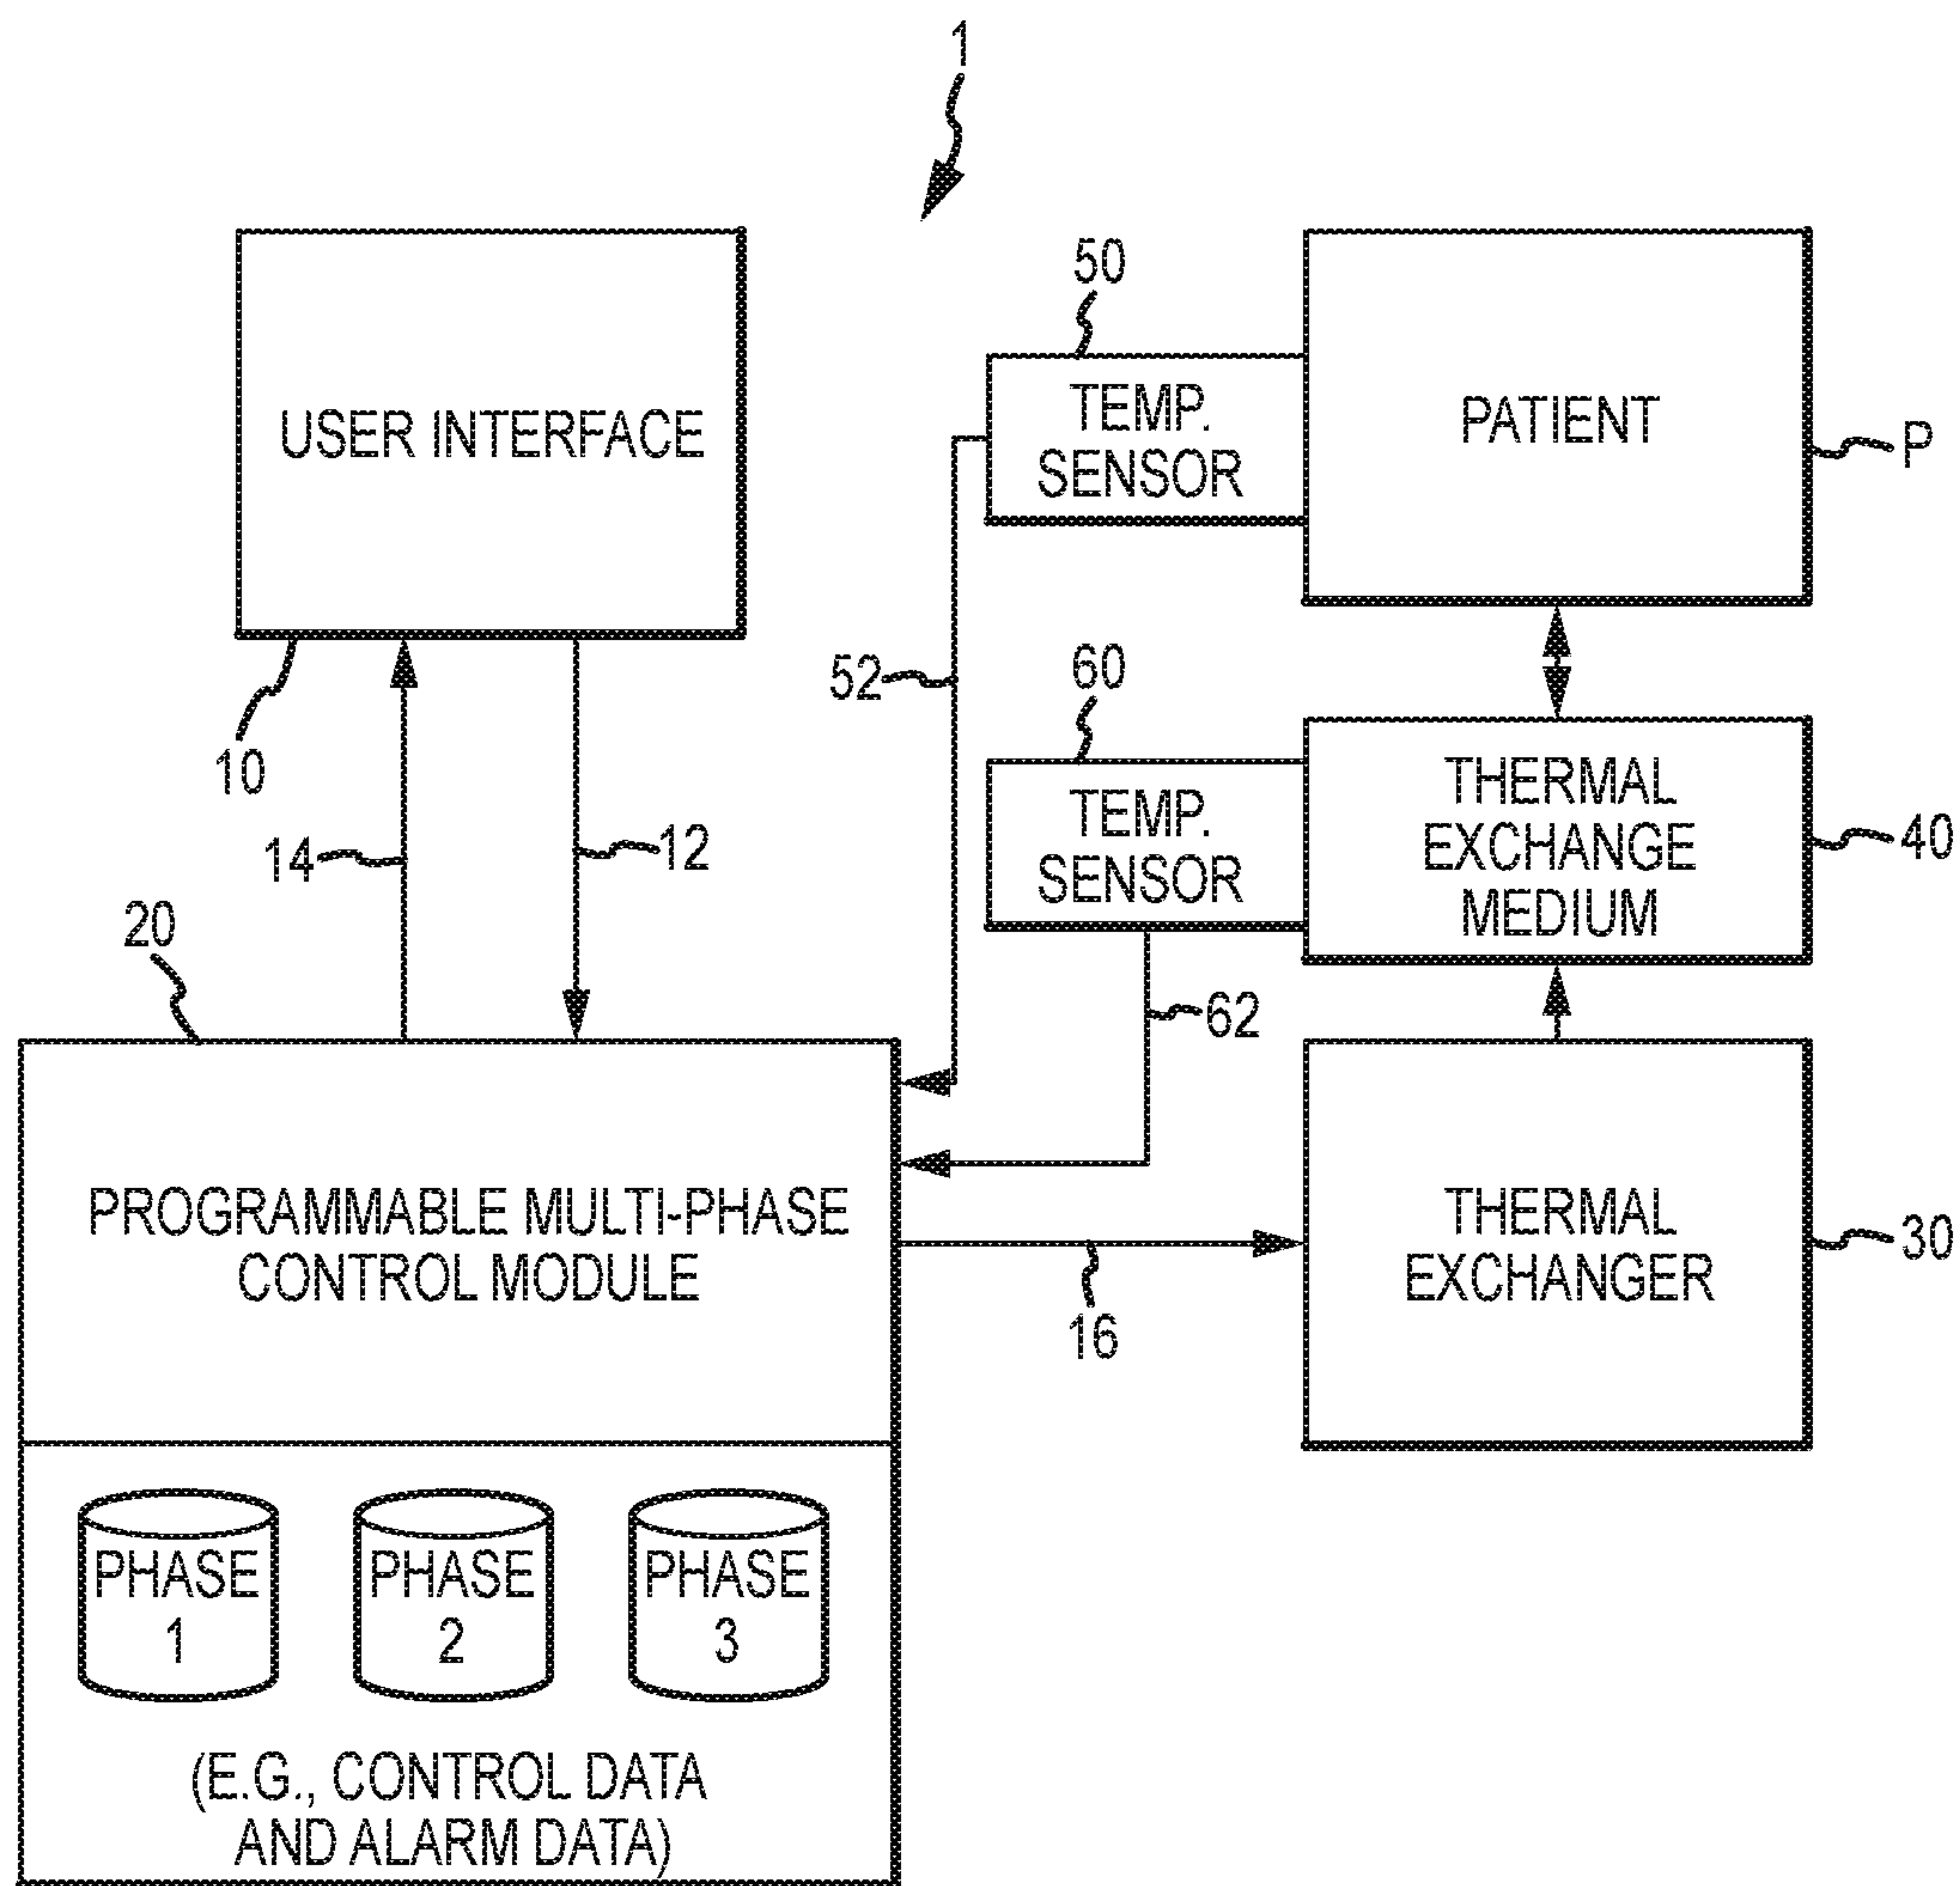 1
USER INTERFACE
50
TEMP.
SENSOR
PATIENT
P
52
60
10
TEMP.
SENSOR
THERMAL
EXCHANGE
MEDIUM
40
14
12
20
62
PROGRAMMABLE MULTI-PHASE
CONTROL MODULE
16
THERMAL
EXCHANGER
30
PHASE
1
PHASE
2
PHASE
3
(E.G., CONTROL DATA
AND ALARM DATA)